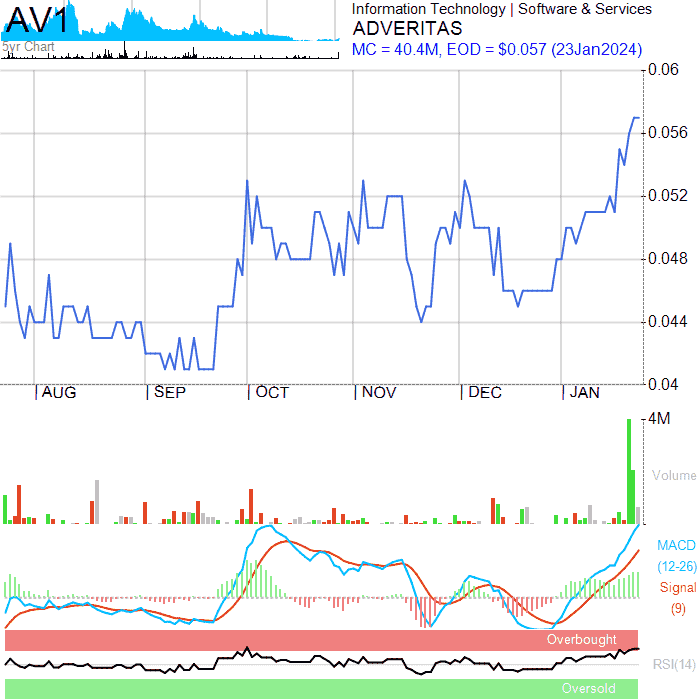 AV1
5yr Chart
Information Technology | Software & Services
ADVERITAS
MC = 40.4M, EOD = $0.057 (23Jan2024)
0.06
0.056
0.052
0.048
0.044
0.04
AUG SEP OCT NOV DEC JAN
4M
Volume
MACD
(12-26)
Signal
(9)
Overbought
RSI(14)
Oversold